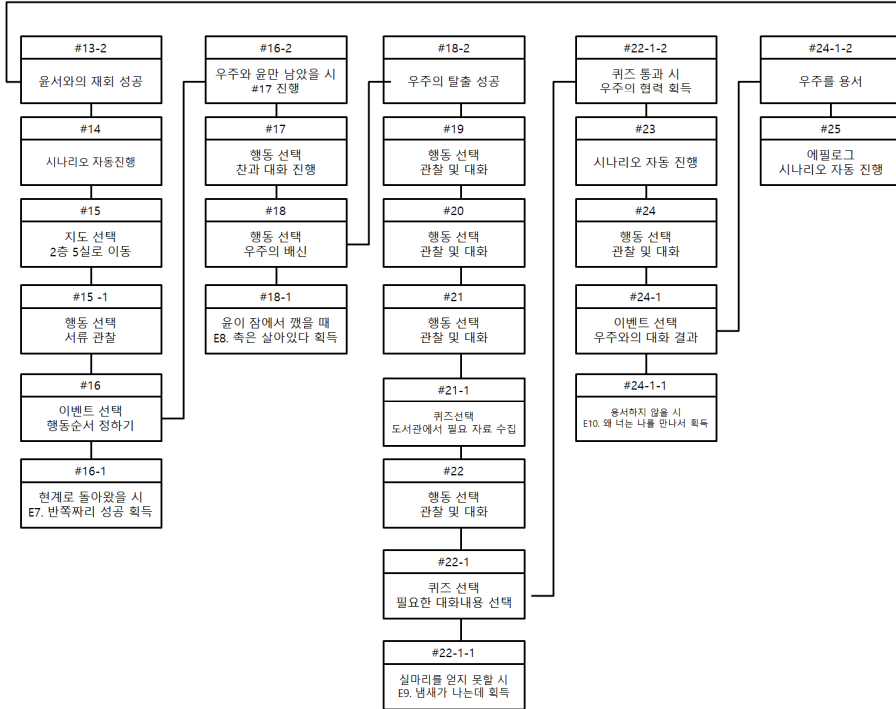 #13-2
윤서와의 재회 성공
#14
시나리오 자동진행
#15
지도 선택
2층 5실로 이동
#15 -1
행동 선택
서류 관찰
#16
이벤트 선택
행동순서 정하기
#16-1
현계로 돌아왔을 시
E7. 반쪽짜리 성공 획득
#16-2
우주와 윤만 남았을 시
#17 진행
#17
행동 선택
찬과 대화 진행
#18
행동 선택
우주의 배신
#18-1
윤이 잠에서 깼을 때
E8. 촉은 살아있다 획득
#18-2
우주의 탈출 성공
#19
행동 선택
관찰 및 대화
#20
행동 선택
관찰 및 대화
#21
행동 선택
관찰 및 대화
#21-1
퀴즈선택
도서관에서 필요 자료 수집
#22
행동 선택
관찰 및 대화
#22-1
퀴즈 선택
필요한 대화내용 선택
#22-1-1
실마리를 얻지 못할 시
E9. 냄새가 나는데 획득
#22-1-2
퀴즈 통과 시
우주의 협력 획득
#23
시나리오 자동 진행
#24
행동 선택
관찰 및 대화
#24-1
이벤트 선택
우주와의 대화 결과
#24-1-1
용서하지 않을 시
E10. 왜 너는 나를 만나서 획득
#24-1-2
우주를 용서
#25
에필로그
시나리오 자동 진행